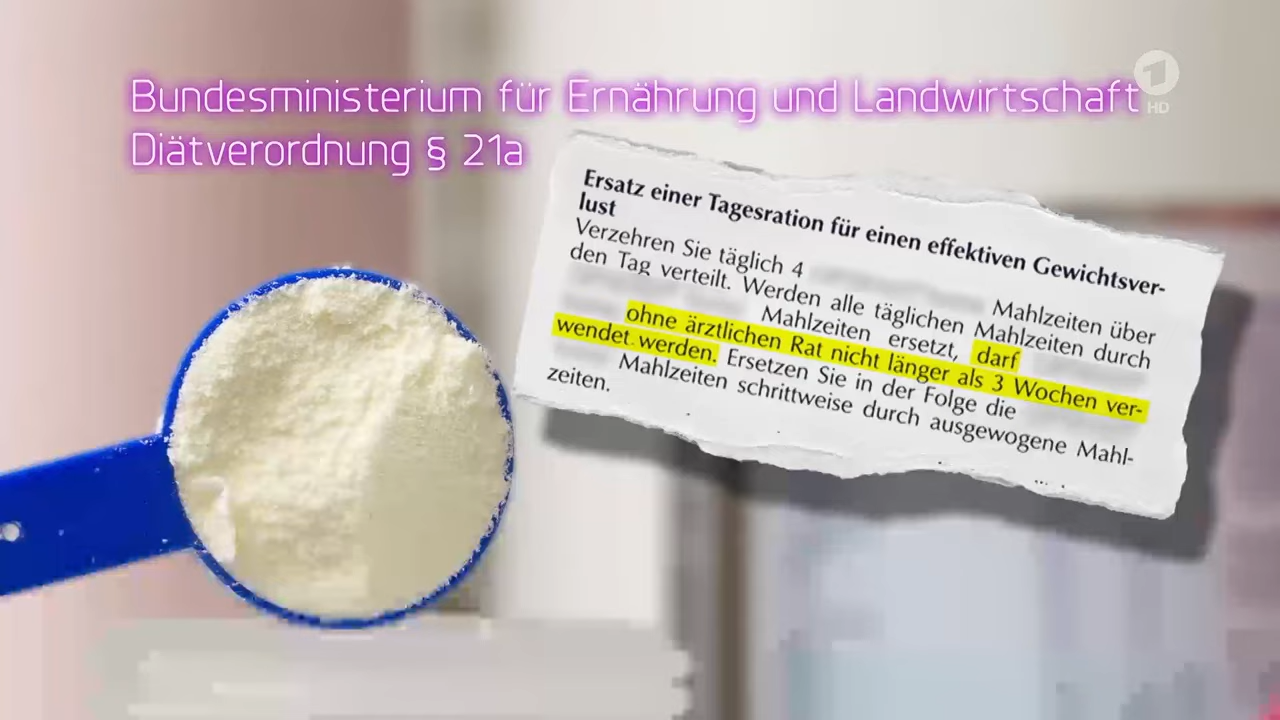 Bundesministerium für Ernährung und Landwirtschaft
Diätverordnung § 21a
1
HD
Ersatz einer Tagesration für einen effektiven Gewichtsver-
lust
Verzehren Sie täglich 4 Mahlzeiten über
den Tag verteilt. Werden alle täglichen Mahlzeiten durch
Mahlzeiten ersetzt, darf
ohne ärztlichen Rat nicht länger als 3 Wochen ver-
wendet werden. Ersetzen Sie in der Folge die
Mahlzeiten schrittweise durch ausgewogene Mahl-
zeiten.